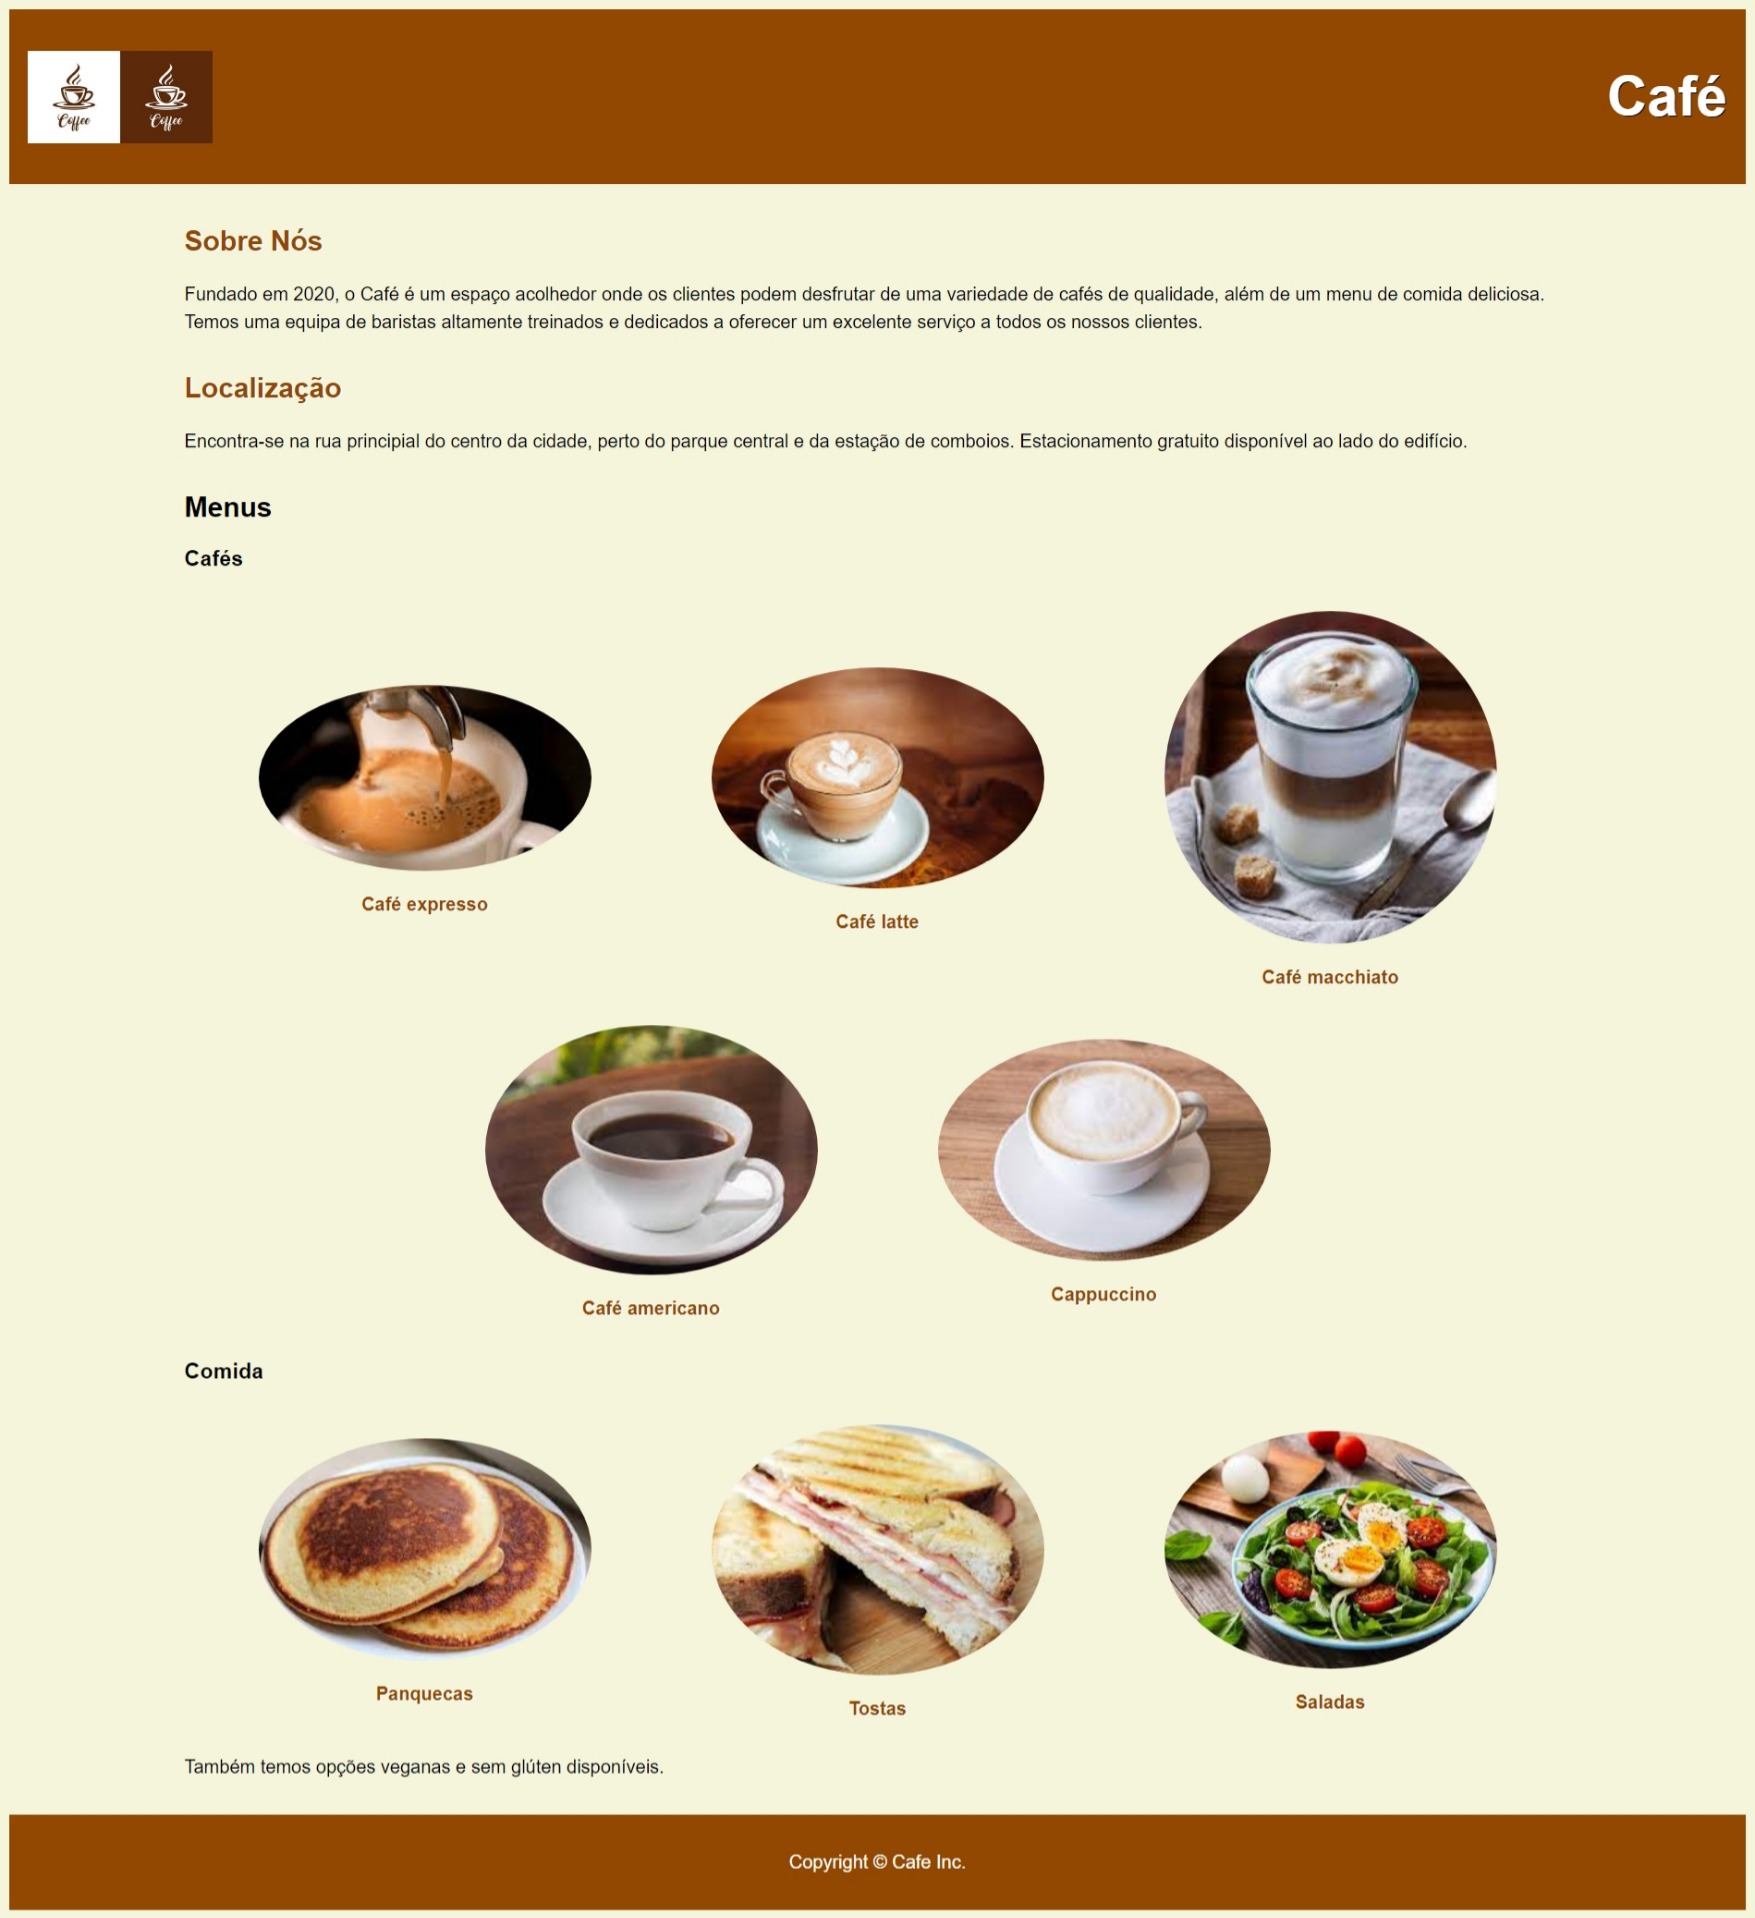 Coffee
Coffee
Café
Sobre Nós
Fundado em 2020, o Café é um espaço acolhedor onde os clientes podem desfrutar de uma variedade de cafés de qualidade, além de um menu de comida deliciosa.
Temos uma equipa de baristas altamente treinados e dedicados a oferecer um excelente serviço a todos os nossos clientes.
Localização
Encontra-se na rua principial do centro da cidade, perto do parque central e da estação de comboios. Estacionamento gratuito disponível ao lado do edifício.
Menus
Cafés
Café expresso
Café latte
Café macchiato
Café americano
Cappuccino
Comida
Panquecas
Tostas
Saladas
Também temos opções veganas e sem glúten disponíveis.
Copyright © Cafe Inc.